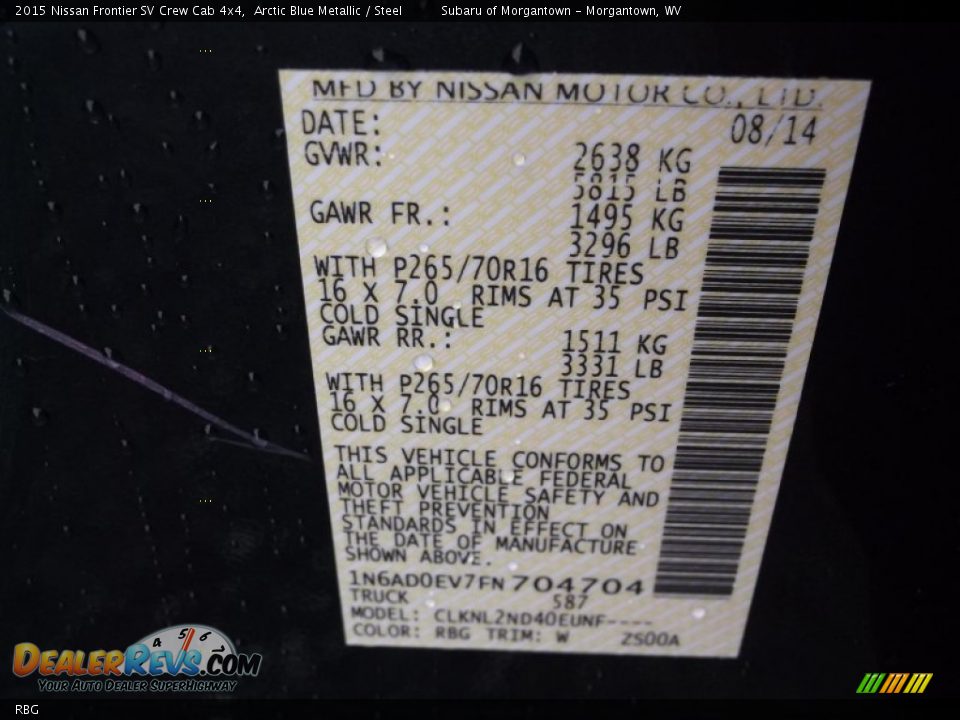 2015 Nissan Frontier SV Crew Cab 4x4, Arctic Blue Metallic / Steel Subaru of Morgantown - Morgantown, WV
MFD BY NISSAN MOTOR CO., LTD.
DATE: 08/14
GVWR: 2638 KG
5815 LB
GAWR FR.: 1495 KG
3296 LB
WITH P265/70R16 TIRES
16 X 7.0 RIMS AT 35 PSI
COLD SINGLE
GAWR RR.: 1511 KG
3331 LB
WITH P265/70R16 TIRES
16 X 7.0 RIMS AT 35 PSI
COLD SINGLE
THIS VEHICLE CONFORMS TO
ALL APPLICABLE FEDERAL
MOTOR VEHICLE SAFETY AND
THEFT PREVENTION
STANDARDS IN EFFECT ON
THE DATE OF MANUFACTURE
SHOWN ABOVE.
1N6AD0EV7FN704704
TRUCK 587
MODEL: CLKNL2ND40EUNF----
COLOR: RBG TRIM: W 2S00A
4 5 6
DEALERREVS.COM
YOUR AUTO DEALER SUPERHIGHWAY
RBG